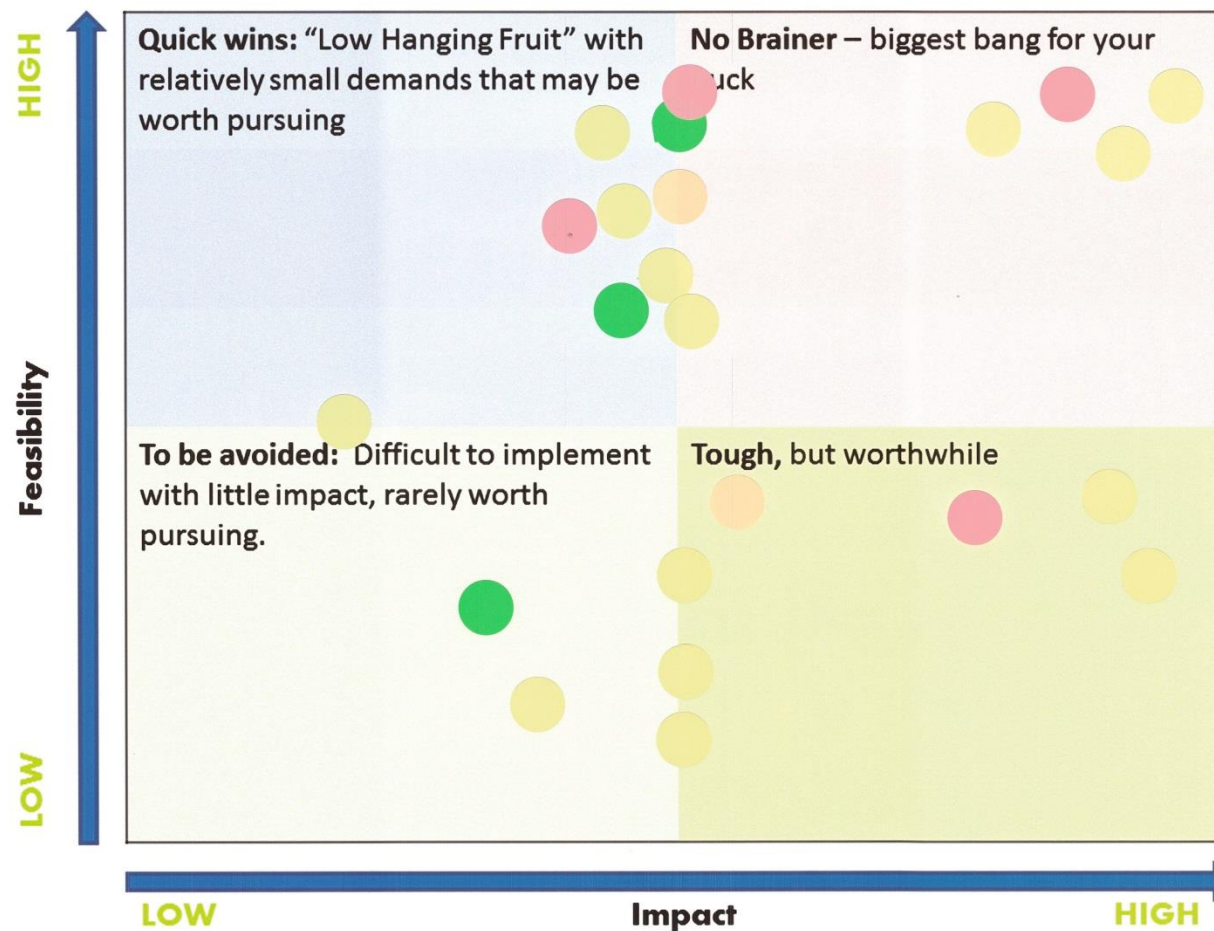 HIGH
Quick wins: “Low Hanging Fruit” with
relatively small demands that may be
worth pursuing
No Brainer – biggest bang for your
uck
Feasibility
To be avoided: Difficult to implement
with little impact, rarely worth
pursuing.
Tough, but worthwhile
LOW
LOW
Impact
HIGH